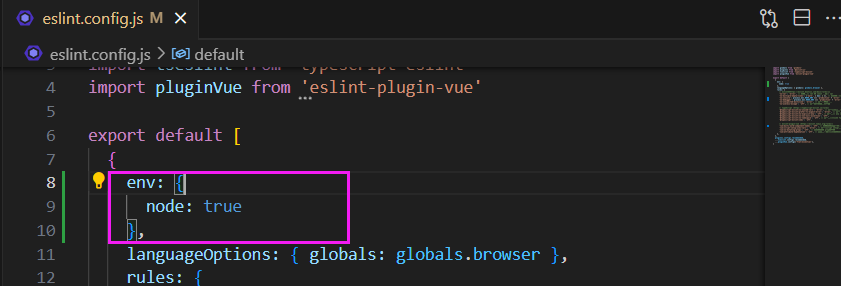 eslint.config.js M
eslint.config.js > default
3 import tseslint from 'typescript-eslint'
4 import pluginVue from 'eslint-plugin-vue'
5
6 export default [
7 {
8 env: {
9 node: true
10 },
11 languageOptions: { globals: globals.browser },
12 rules: {